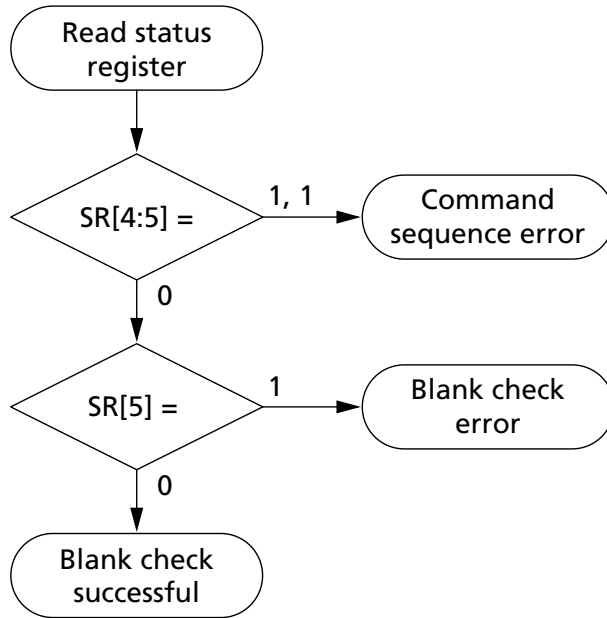 Read status
register
SR[4:5] =
1, 1
Command
sequence error
0
SR[5] =
1
Blank check
error
0
Blank check
successful